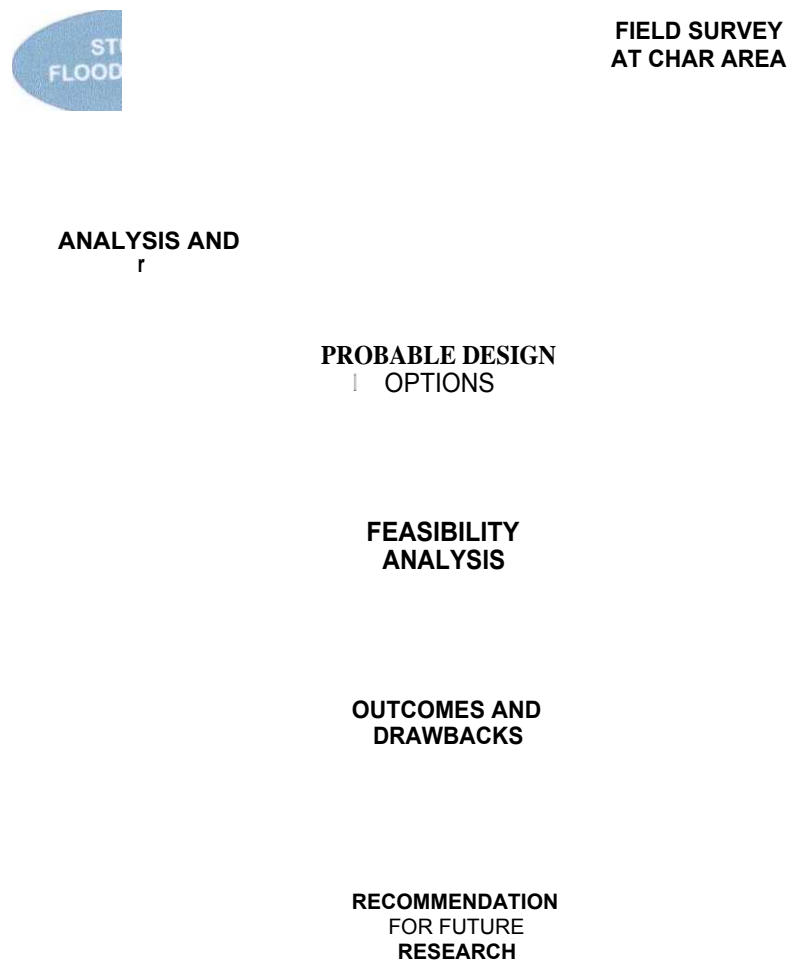 FLOOD
FIELD SURVEY
AT CHAR AREA
ANALYSIS AND
r
PROBABLE DESIGN
OPTIONS
FEASIBILITY
ANALYSIS
OUTCOMES AND
DRAWBACKS
RECOMMENDATION
FOR FUTURE
RESEARCH